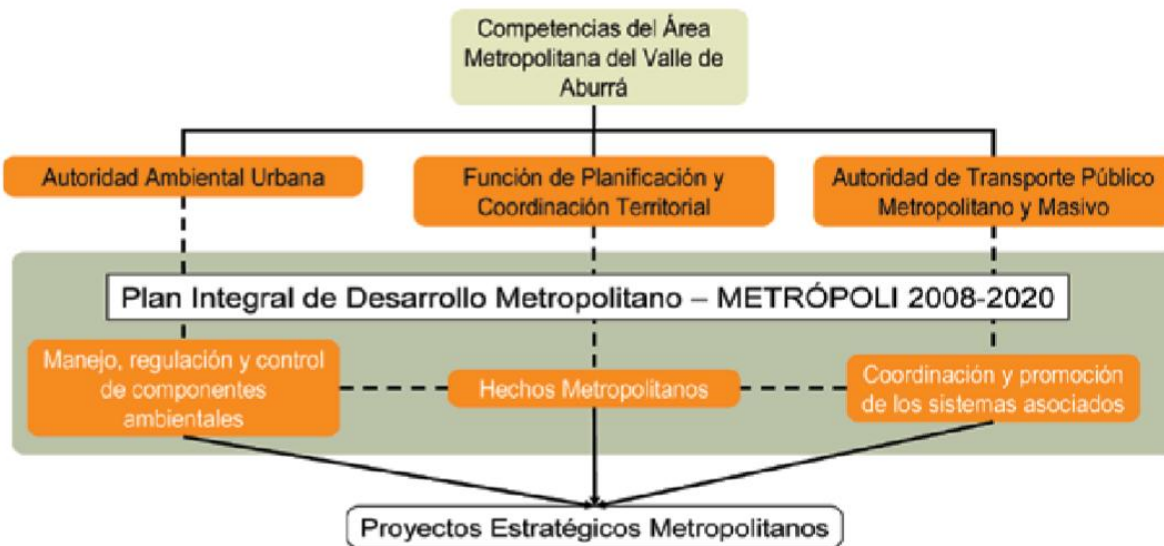 Competencias del Área
Metropolitana del Valle de
Aburrá
Autoridad Ambiental Urbana
Función de Planificación y
Coordinación Territorial
Autoridad de Transporte Público
Metropolitano y Masivo
Plan Integral de Desarrollo Metropolitano – METRÓPOLI 2008-2020
Manejo, regulación y control
de componentes
ambientales
Hechos Metropolitanos
Coordinación y promoción
de los sistemas asociados
Proyectos Estratégicos Metropolitanos